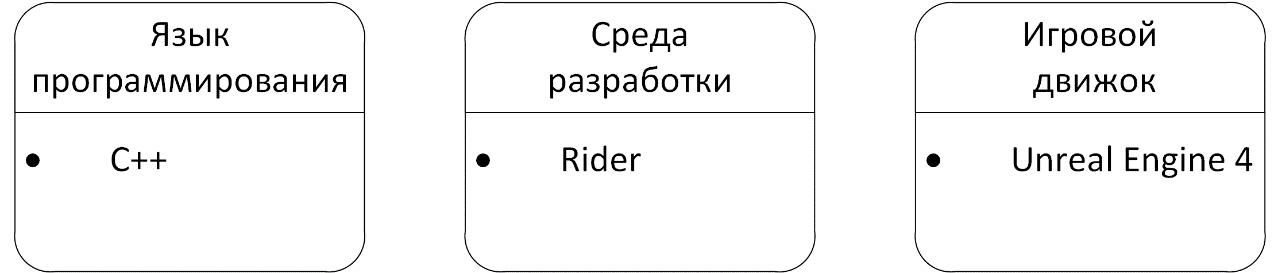 Язык
программирования
• C++
Среда
разработки
• Rider
Игровой
движок
• Unreal Engine 4